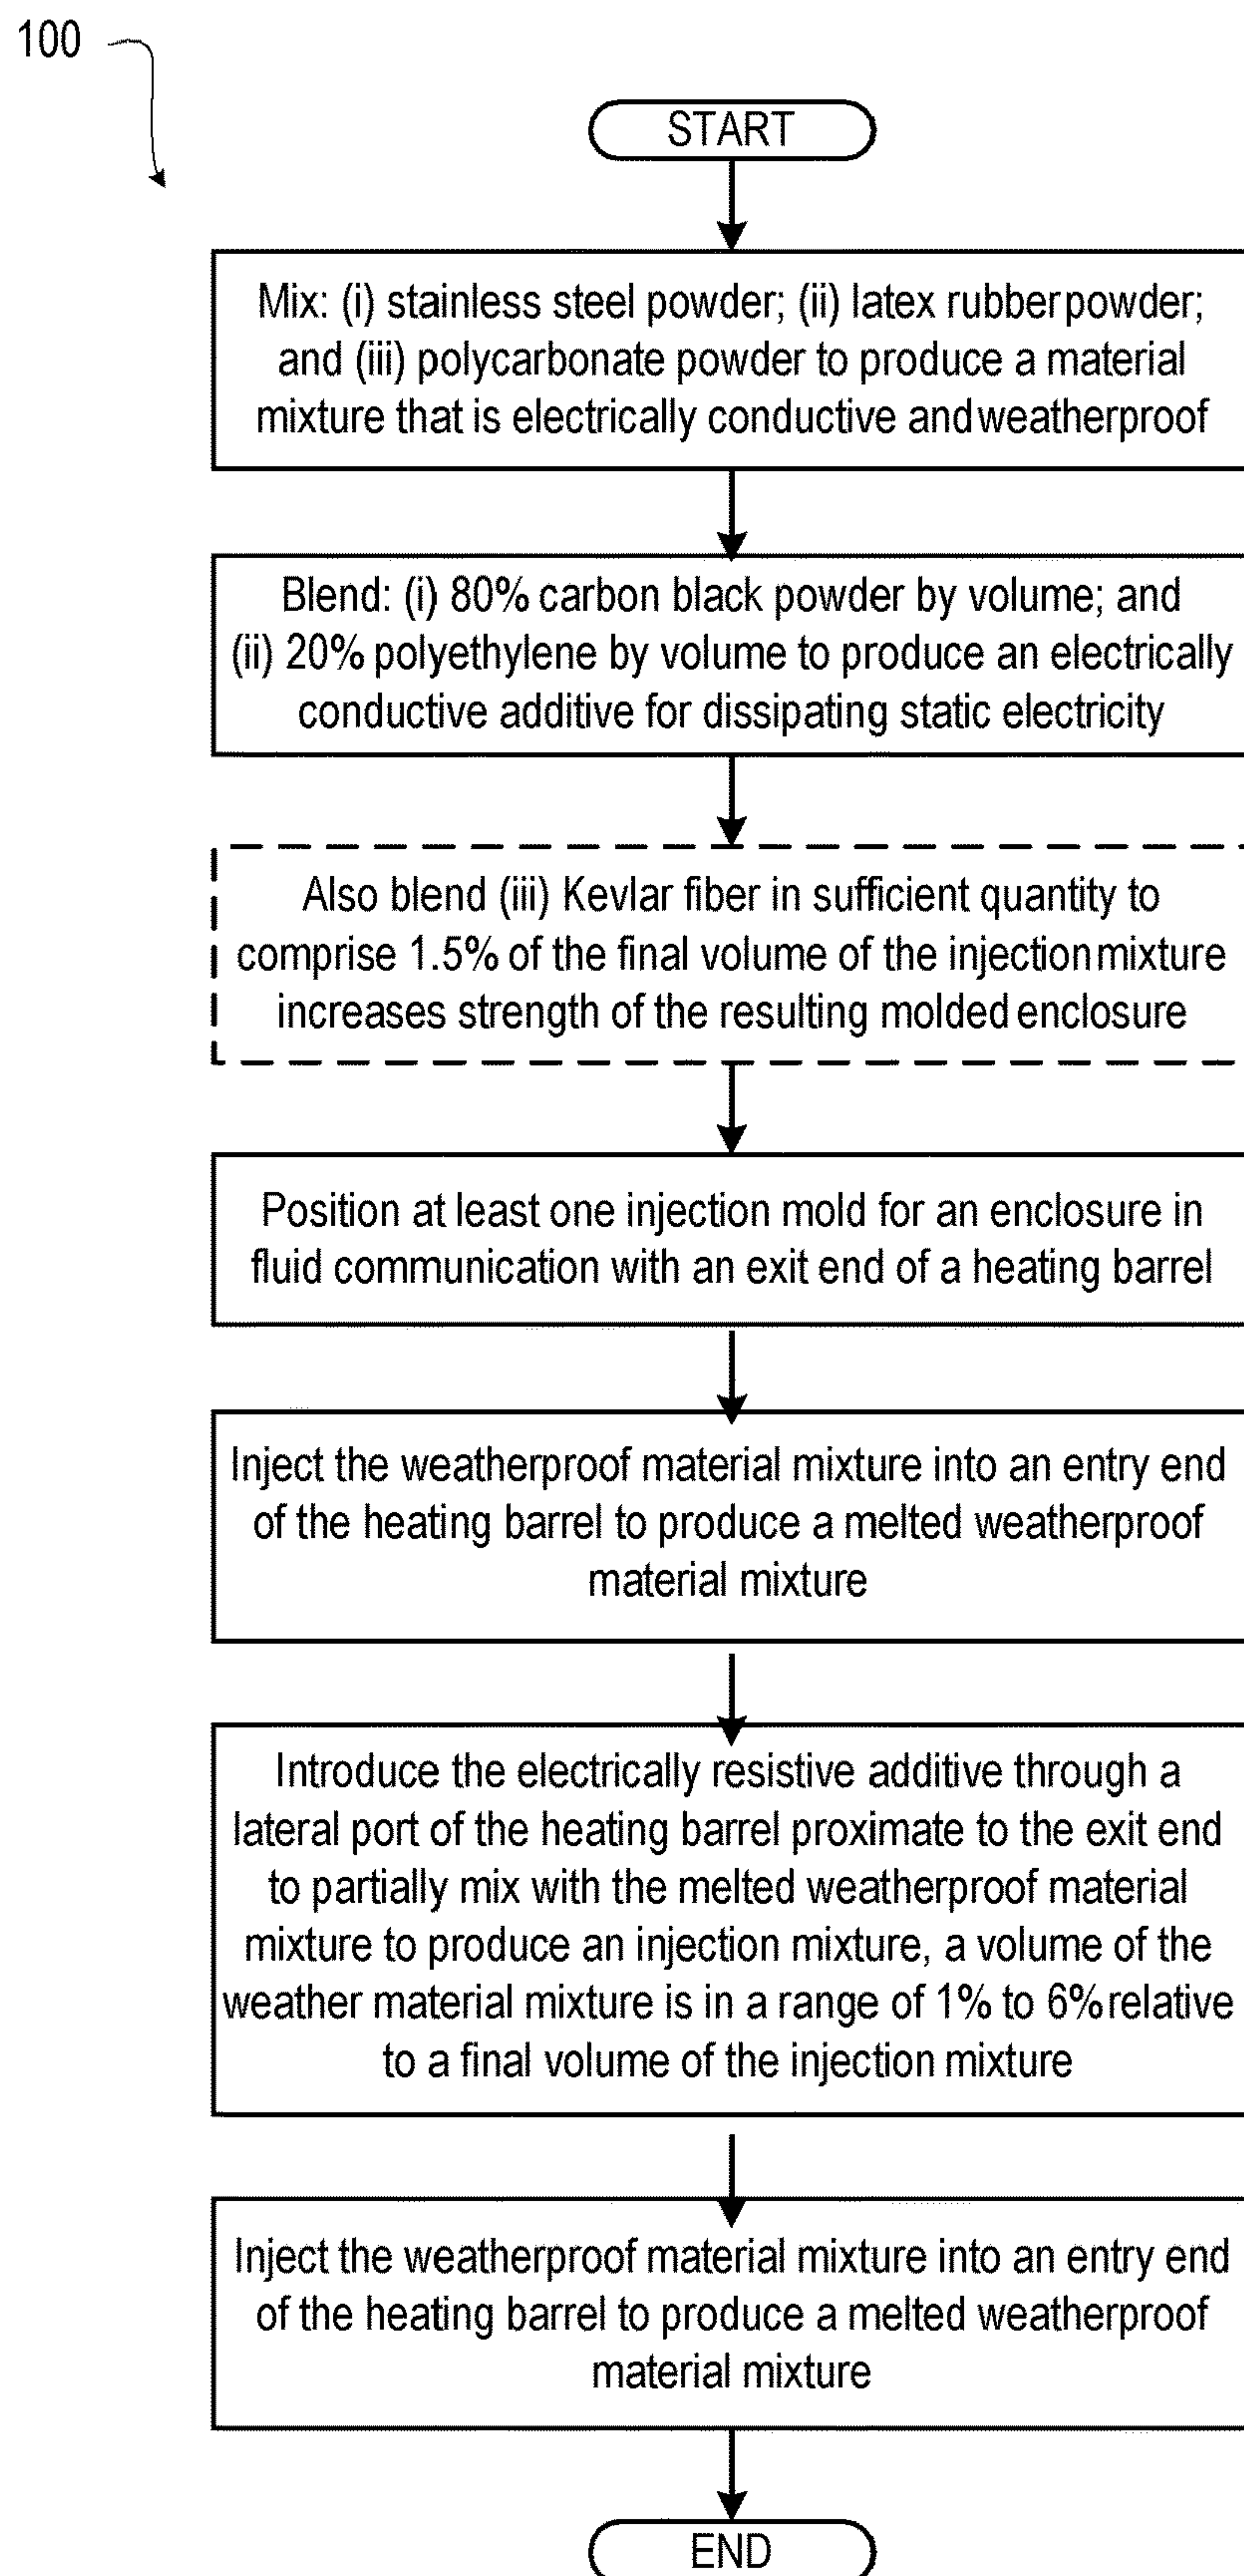 100
START
Mix: (i) stainless steel powder; (ii) latex rubber powder;
and (iii) polycarbonate powder to produce a material
mixture that is electrically conductive and weatherproof
Blend: (i) 80% carbon black powder by volume; and
(ii) 20% polyethylene by volume to produce an electrically
conductive additive for dissipating static electricity
Also blend (iii) Kevlar fiber in sufficient quantity to
comprise 1.5% of the final volume of the injection mixture
increases strength of the resulting molded enclosure
Position at least one injection mold for an enclosure in
fluid communication with an exit end of a heating barrel
Inject the weatherproof material mixture into an entry end
of the heating barrel to produce a melted weatherproof
material mixture
Introduce the electrically resistive additive through a
lateral port of the heating barrel proximate to the exit end
to partially mix with the melted weatherproof material
mixture to produce an injection mixture, a volume of the
weather material mixture is in a range of 1% to 6% relative
to a final volume of the injection mixture
Inject the weatherproof material mixture into an entry end
of the heating barrel to produce a melted weatherproof
material mixture
END